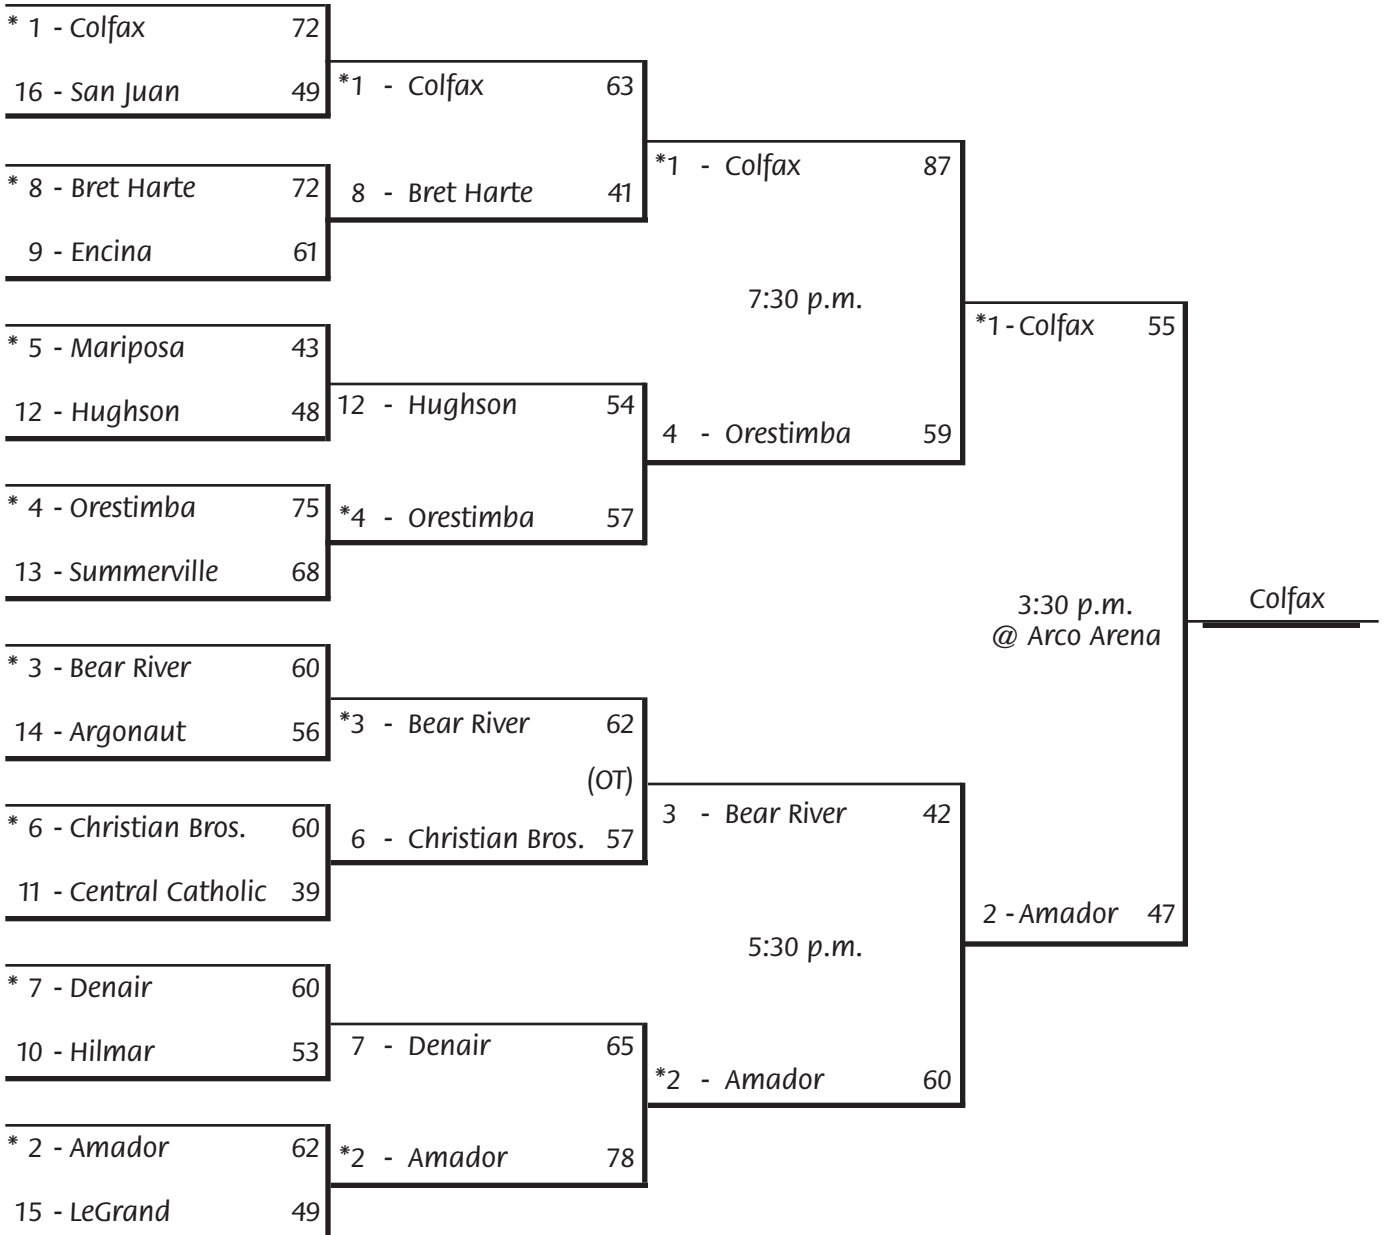 * 1 - Colfax 72
16 - San Juan 49
* 8 - Bret Harte 72
9 - Encina 61
* 5 - Mariposa 43
12 - Hughson 48
* 4 - Orestimba 75
13 - Summerville 68
* 3 - Bear River 60
14 - Argonaut 56
* 6 - Christian Bros. 60
11 - Central Catholic 39
* 7 - Denair 60
10 - Hilmar 53
* 2 - Amador 62
15 - LeGrand 49
*1 - Colfax 63
8 - Bret Harte 41
12 - Hughson 54
*4 - Orestimba 57
*3 - Bear River 62
(OT)
6 - Christian Bros. 57
7 - Denair 65
*2 - Amador 78
*1 - Colfax 87
7:30 p.m.
4 - Orestimba 59
3 - Bear River 42
5:30 p.m.
*2 - Amador 60
*1 - Colfax 55
3:30 p.m.
@ Arco Arena
2 - Amador 47
Colfax